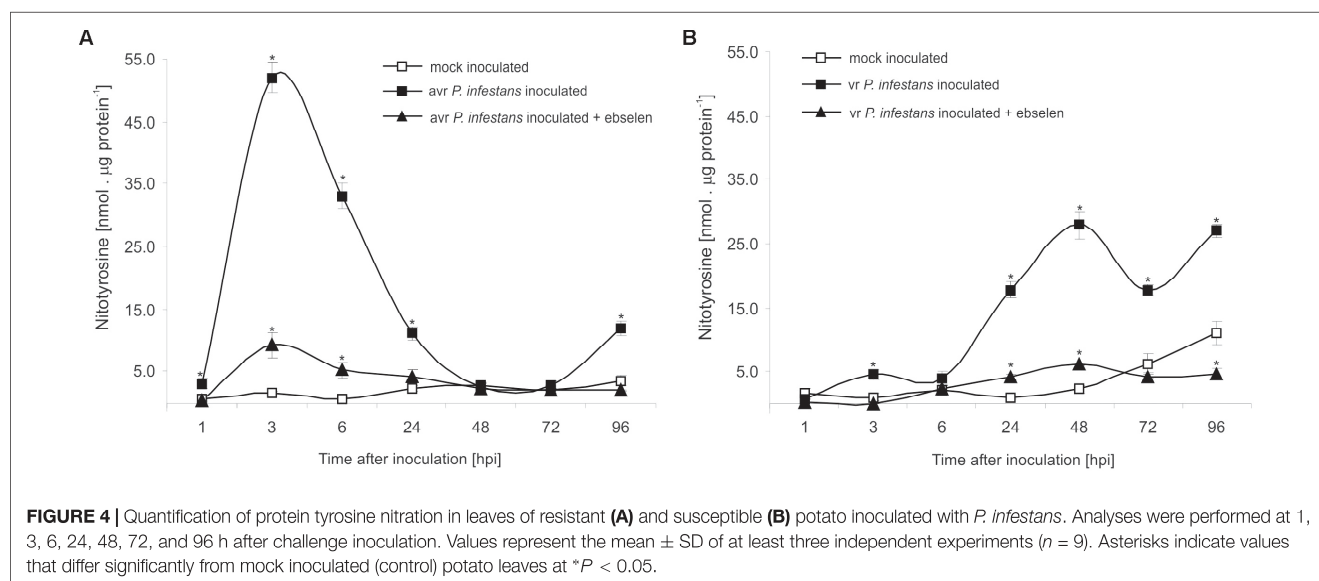 A
55.0
45.0
35.0
25.0
15.0
5.0
Nitotyrosine [nmol . µg protein⁻¹]
mock inoculated
avr P. infestans inoculated
avr P. infestans inoculated + ebselen
* * * * * *
1 3 6 24 48 72 96
Time after inoculation [hpi]
B
55.0
45.0
35.0
25.0
15.0
5.0
Nitotyrosine [nmol . µg protein⁻¹]
mock inoculated
vr P. infestans inoculated
vr P. infestans inoculated + ebselen
* * * * * * * *
1 3 6 24 48 72 96
Time after inoculation [hpi]
FIGURE 4 | Quantification of protein tyrosine nitration in leaves of resistant (A) and susceptible (B) potato inoculated with P. infestans. Analyses were performed at 1,
3, 6, 24, 48, 72, and 96 h after challenge inoculation. Values represent the mean ± SD of at least three independent experiments (n = 9). Asterisks indicate values
that differ significantly from mock inoculated (control) potato leaves at *P < 0.05.